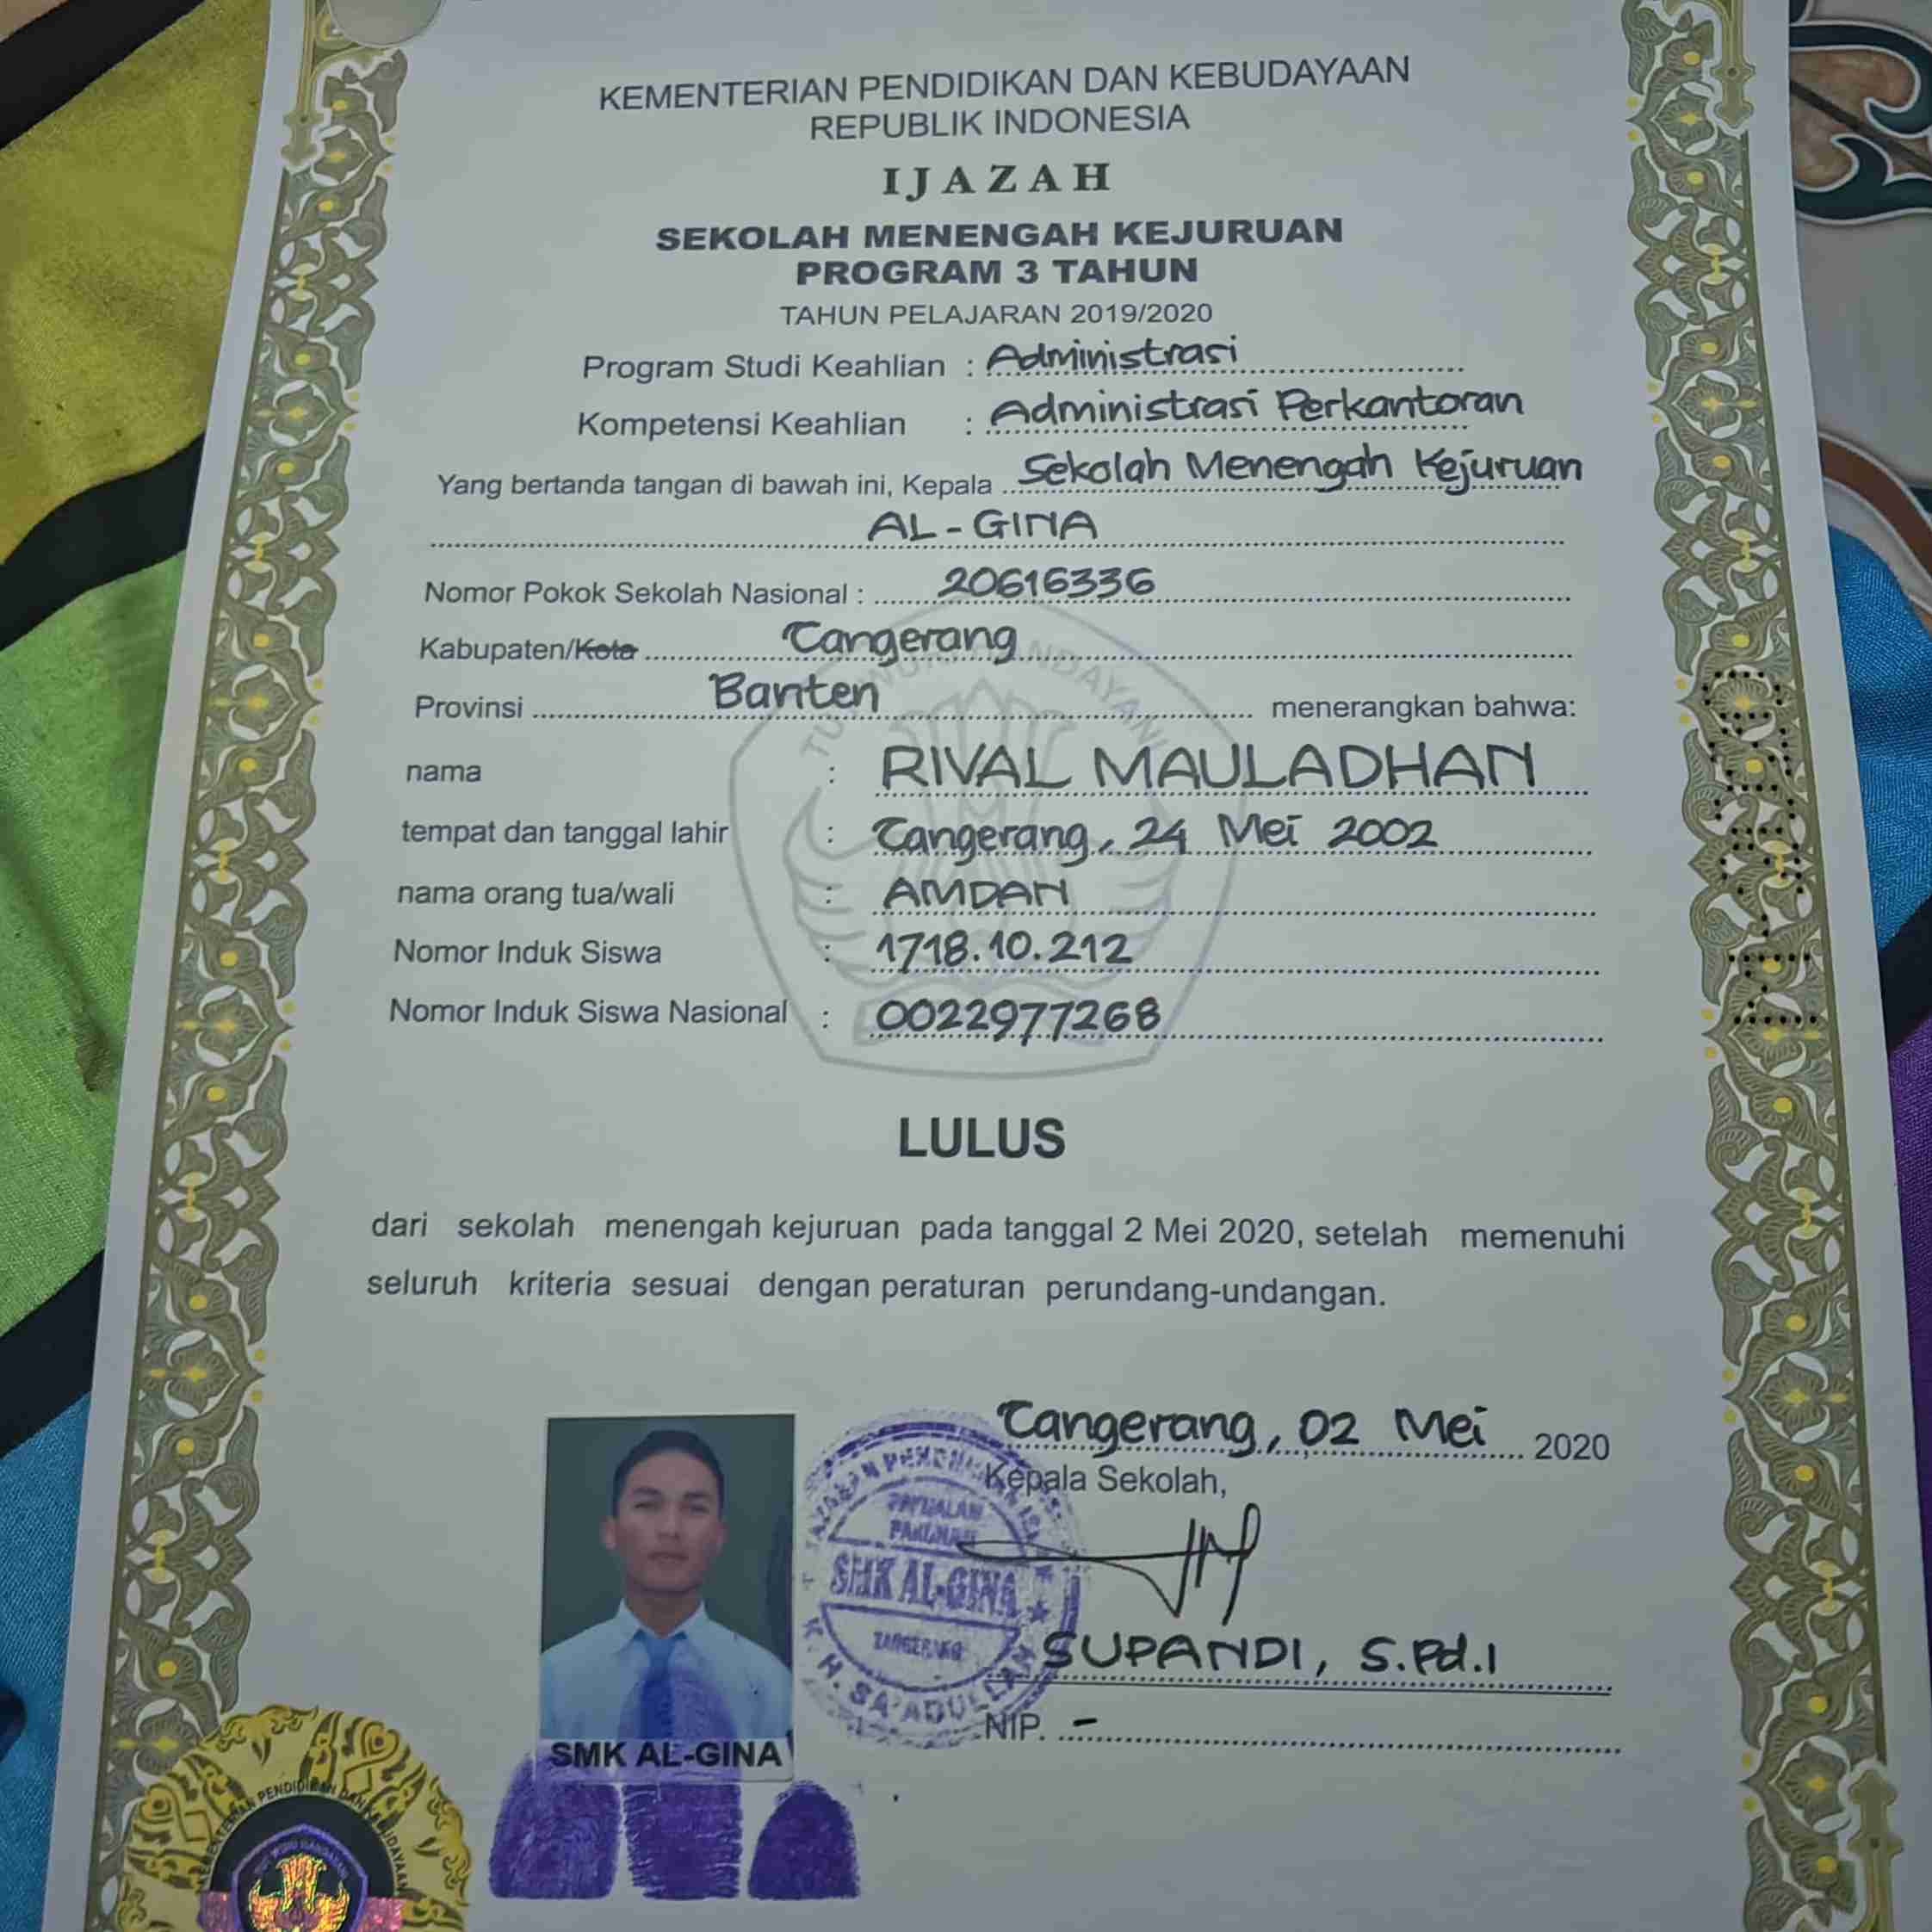 KEMENTERIAN PENDIDIKAN DAN KEBUDAYAAN
REPUBLIK INDONESIA
IJAZAH
SEKOLAH MENENGAH KEJURUAN
PROGRAM 3 TAHUN
TAHUN PELAJARAN 2019/2020
Program Studi Keahlian : Administrasi
Kompetensi Keahlian : Administrasi Perkantoran
Yang bertanda tangan di bawah ini, Kepala Sekolah Menengah Kejuruan
AL-GINA
Nomor Pokok Sekolah Nasional : 20616336
Kabupaten/Kota Tangerang
Provinsi Banten menerangkan bahwa:
nama : RIVAL MAULADHAN
tempat dan tanggal lahir : Tangerang, 24 Mei 2002
nama orang tua/wali : AMDAN
Nomor Induk Siswa : 1718.10.212
Nomor Induk Siswa Nasional : 0022977268
LULUS
dari sekolah menengah kejuruan pada tanggal 2 Mei 2020, setelah memenuhi
seluruh kriteria sesuai dengan peraturan perundang-undangan.
Tangerang, 02 Mei 2020
Kepala Sekolah,
SMK AL-GINA
TANGERANG
SUPANDI, S.Pd.I
NIP. -
SMK AL-GINA
KEMENTERIAN PENDIDIKAN DAN KEBUDAYAAN